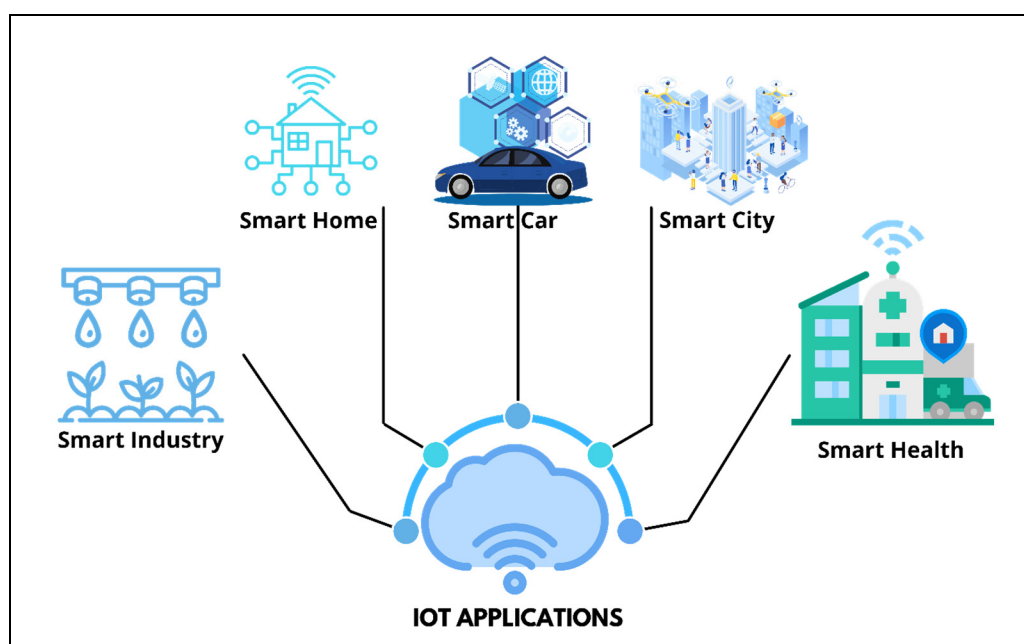 Smart Home
Smart Car
Smart City
Smart Industry
Smart Health
IOT APPLICATIONS